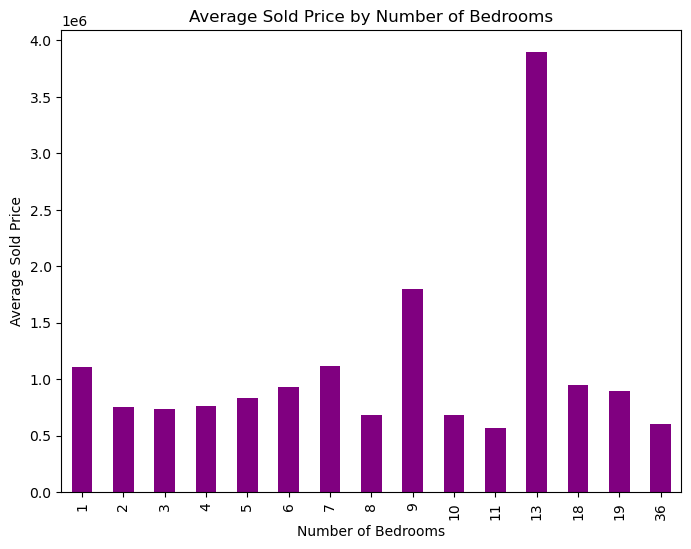 Average Sold Price by Number of Bedrooms
1e6
4.0
3.5
3.0
2.5
2.0
1.5
1.0
0.5
0.0
Average Sold Price
1 2 3 4 5 6 7 8 9 10 11 13 18 19 36
Number of Bedrooms